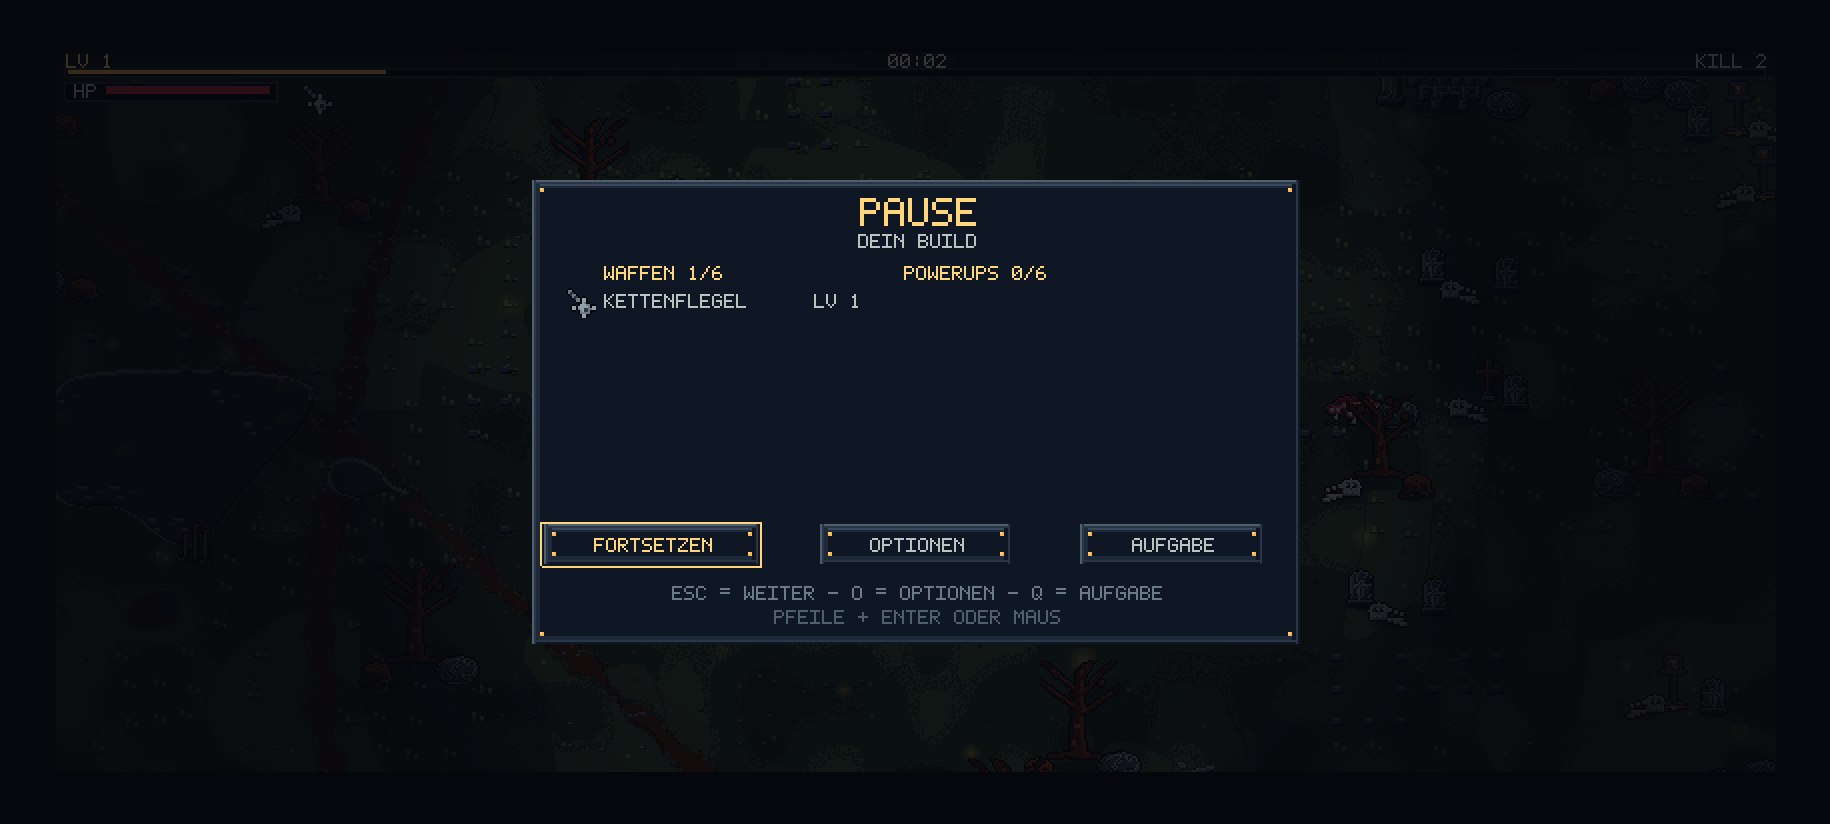 LV 1 00:02 KILL 2
HP
PAUSE
DEIN BUILD
WAFFEN 1/6 POWERUPS 0/6
KETTENFLEGEL LV 1
FORTSETZEN OPTIONEN AUFGABE
ESC = WEITER - O = OPTIONEN - Q = AUFGABE
PFEILE + ENTER ODER MAUS